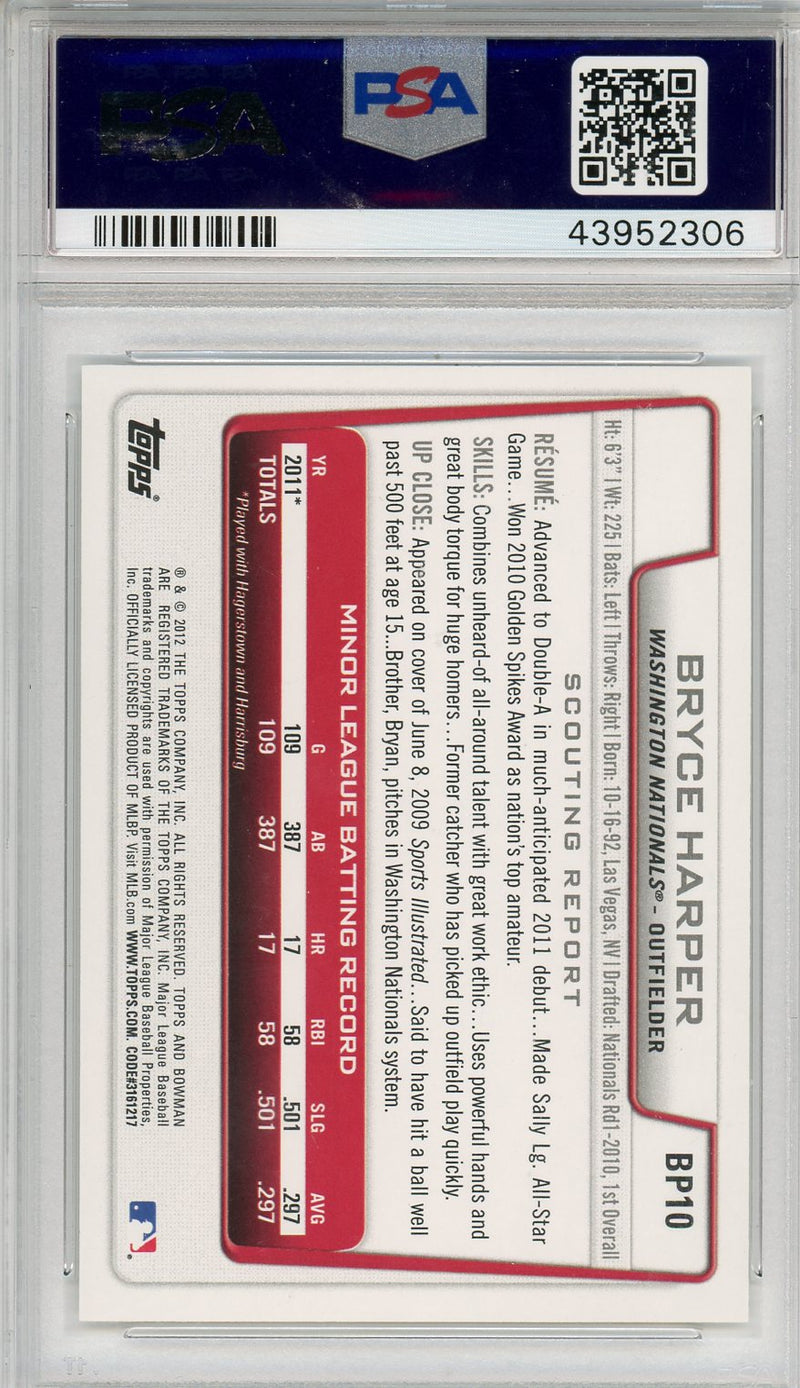 PSA
PSA
43952306
BRYCE HARPER
BP10
WASHINGTON NATIONALS® - OUTFIELDER
Ht: 6'3" | Wt: 225 | Bats: Left | Throws: Right | Born: 10-16-92, Las Vegas, NV | Drafted: Nationals Rd1-2010, 1st Overall
SCOUTING REPORT
RÉSUMÉ: Advanced to Double-A in much-anticipated 2011 debut...Made Sally Lg. All-Star
Game...Won 2010 Golden Spikes Award as nation's top amateur.
SKILLS: Combines unheard-of all-around talent with great work ethic...Uses powerful hands and
great body torque for huge homers...Former catcher who has picked up outfield play quickly.
UP CLOSE: Appeared on cover of June 8, 2009 Sports Illustrated...Said to have hit a ball well
past 500 feet at age 15...Brother, Bryan, pitches in Washington Nationals system.
MINOR LEAGUE BATTING RECORD
YR G AB HR RBI SLG AVG
2011* 109 387 17 58 .501 .297
TOTALS 109 387 17 58 .501 .297
*Played with Hagerstown and Harrisburg
topps®
® & © 2012 THE TOPPS COMPANY, INC. ALL RIGHTS RESERVED. TOPPS AND BOWMAN
ARE REGISTERED TRADEMARKS OF THE TOPPS COMPANY, INC. Major League Baseball
trademarks and copyrights are used with permission of Major League Baseball Properties,
Inc. OFFICIALLY LICENSED PRODUCT OF MLBP. Visit MLB.com WWW.TOPPS.COM. CODE#3161217